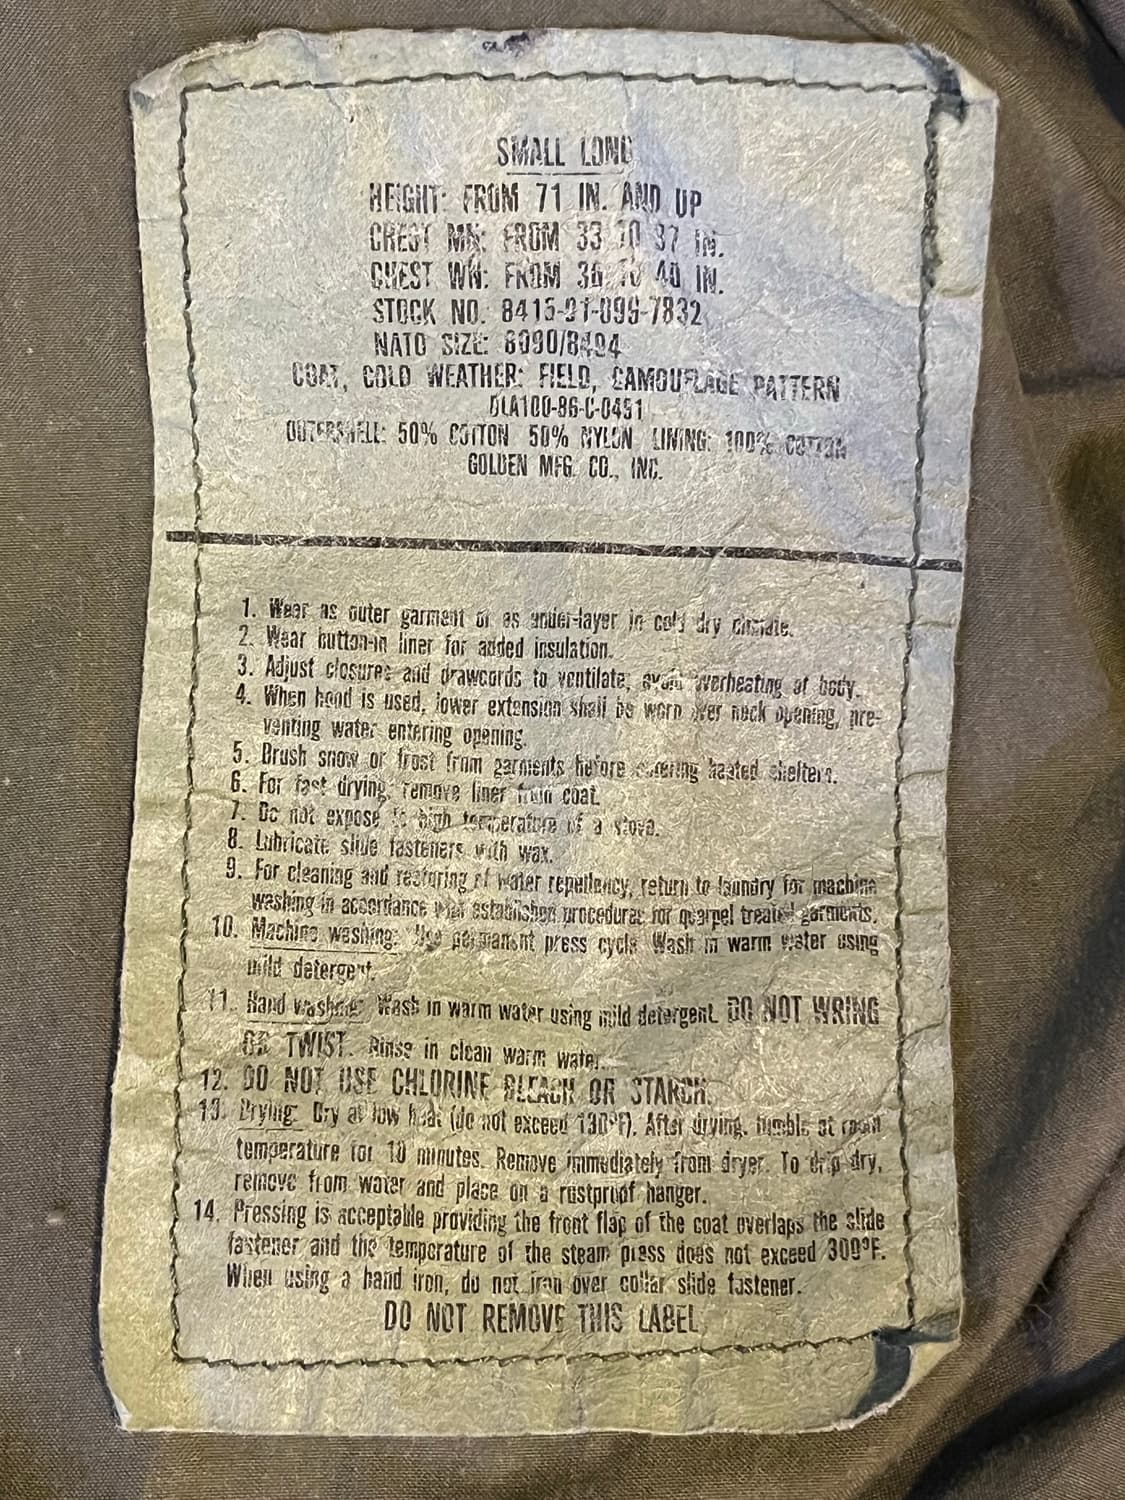 SMALL LONG
HEIGHT: FROM 71 IN. AND UP
CHEST MN: FROM 33 TO 37 IN.
CHEST WN: FROM 36 TO 40 IN.
STOCK NO. 8415-01-099-7832
NATO SIZE: 8090/8494
COAT, COLD WEATHER: FIELD, CAMOUFLAGE PATTERN
DLA100-86-C-0451
OUTERSHELL: 50% COTTON 50% NYLON LINING: 100% COTTON
GOLDEN MFG. CO., INC.
1. Wear as outer garment or as under-layer in cold dry climate.
2. Wear button-in liner for added insulation.
3. Adjust closures and drawcords to ventilate, avoid overheating of body.
4. When hood is used, lower extension shall be worn over neck opening, pre-
venting water entering opening.
5. Brush snow or frost from garments before entering heated shelters.
6. For fast drying, remove liner from coat.
7. Do not expose to high temperature of a stove.
8. Lubricate slide fasteners with wax.
9. For cleaning and restoring of water repellency, return to laundry for machine
washing in accordance with established procedures for quarpel treated garments.
10. Machine washing: Use permanent press cycle. Wash in warm water using
mild detergent.
11. Hand washing: Wash in warm water using mild detergent. DO NOT WRING
OR TWIST. Rinse in clean warm water.
12. DO NOT USE CHLORINE BLEACH OR STARCH.
13. Drying: Dry at low heat (do not exceed 130°F). After drying, tumble at room
temperature for 10 minutes. Remove immediately from dryer. To drip dry,
remove from water and place on a rustproof hanger.
14. Pressing is acceptable providing the front flap of the coat overlaps the slide
fastener and the temperature of the steam press does not exceed 300°F.
When using a hand iron, do not iron over collar slide fastener.
DO NOT REMOVE THIS LABEL